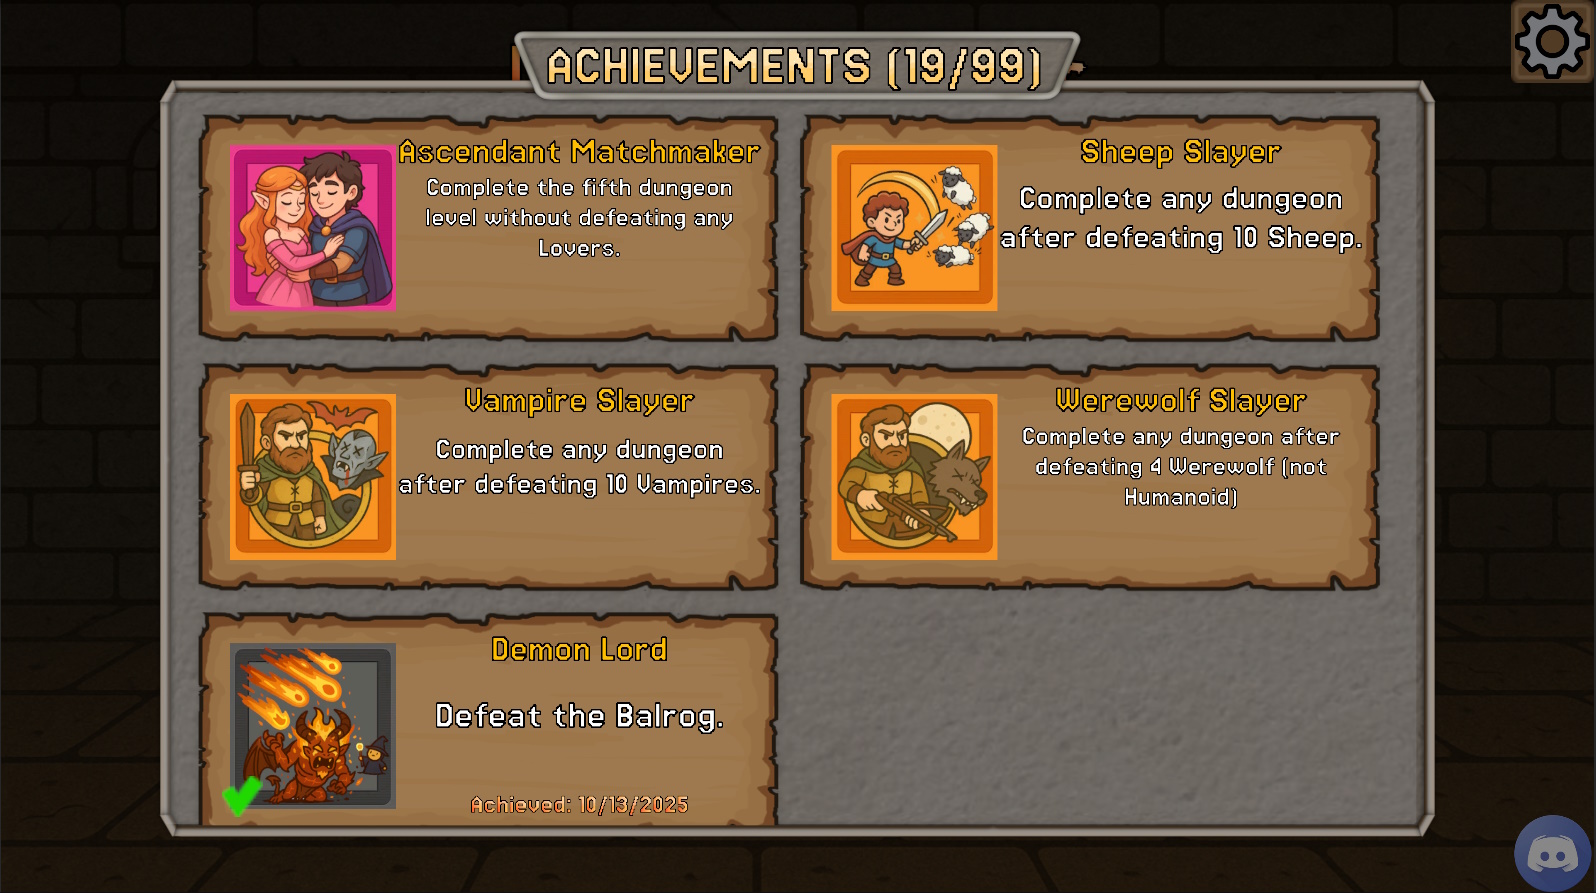 ACHIEVEMENTS (19/99)
Ascendant Matchmaker
Complete the fifth dungeon
level without defeating any
Lovers.
Sheep Slayer
Complete any dungeon
after defeating 10 Sheep.
Vampire Slayer
Complete any dungeon
after defeating 10 Vampires.
Werewolf Slayer
Complete any dungeon after
defeating 4 Werewolf (not
Humanoid)
Demon Lord
Defeat the Balrog.
Achieved: 10/13/2025